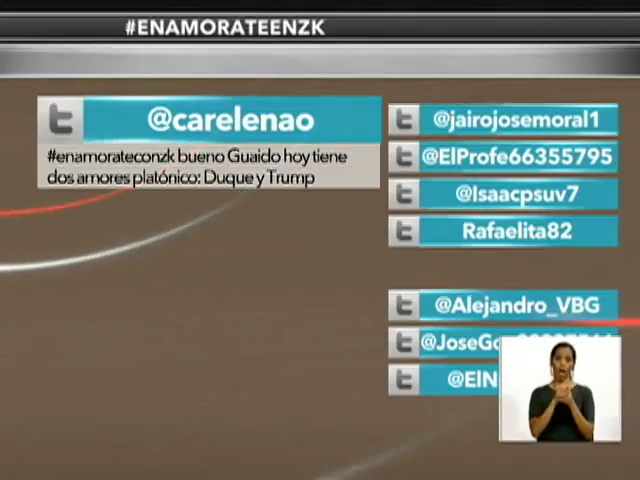 #ENAMORATEENZK
@carelenao
#enamorateconzk bueno Guaido hoy tiene
dos amores platónico: Duque y Trump
@jairojosemoral1
@ElProfe66355795
@Isaacpsuv7
Rafaelita82
@Alejandro_VBG